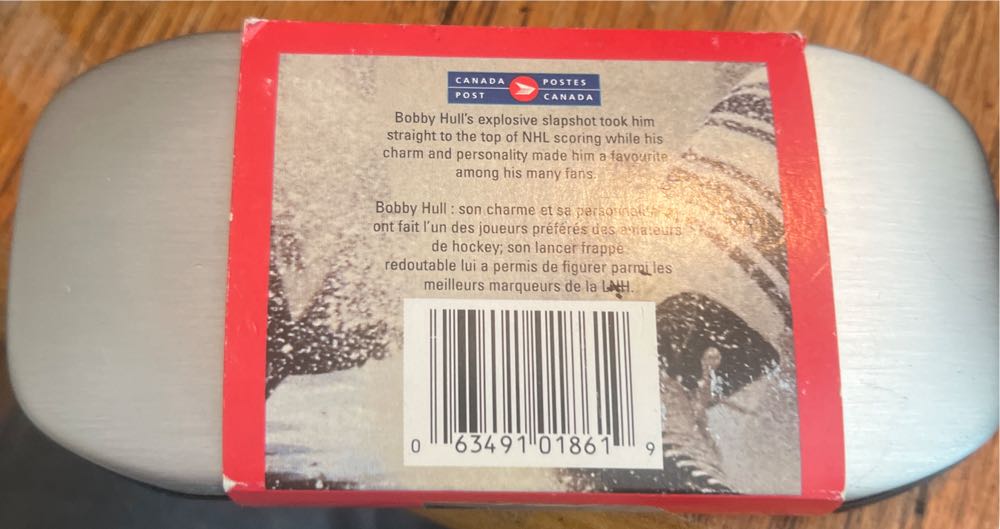 CANADA POSTES
POST CANADA
Bobby Hull's explosive slapshot took him
straight to the top of NHL scoring while his
charm and personality made him a favourite
among his many fans.
Bobby Hull : son charme et sa personnalité en
ont fait l'un des joueurs préférés des amateurs
de hockey; son lancer frappé
redoutable lui a permis de figurer parmi les
meilleurs marqueurs de la LNH.
0 63491 01861 9